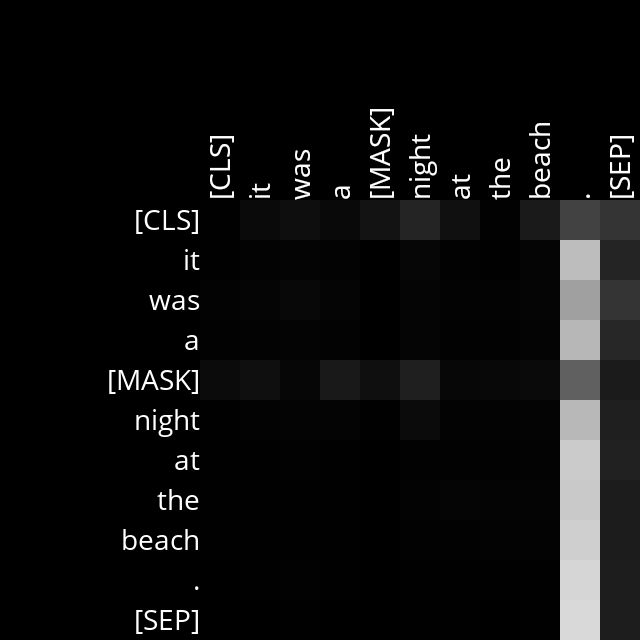 [CLS] it was a [MASK] night at the beach . [SEP]
[CLS]
it
was
a
[MASK]
night
at
the
beach
.
[SEP]